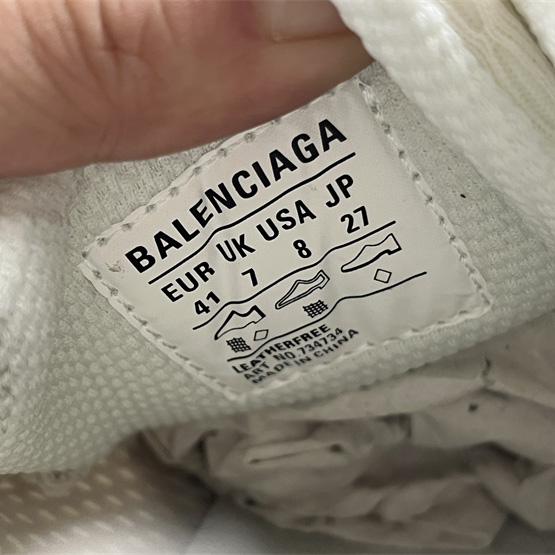 BALENCIAGA
EUR UK USA JP
41 7 8 27
LEATHERFREE
ART NO.734734
MADE IN CHINA